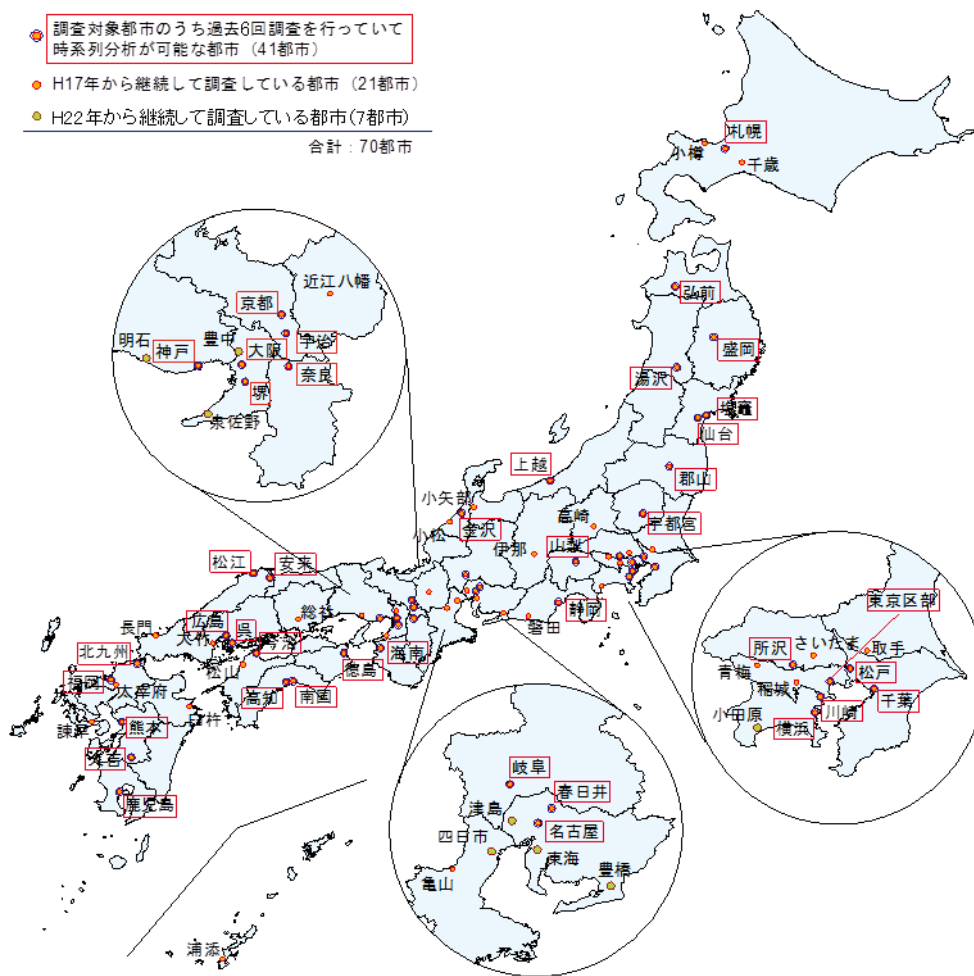 調査対象都市のうち過去6回調査を行っていて
時系列分析が可能な都市（41都市）
H17年から継続して調査している都市（21都市）
H22年から継続して調査している都市(7都市)
合計：70都市
札幌
小樽
千歳
弘前
盛岡
湯沢
塩竈
仙台
郡山
上越
宇都宮
小矢部
金沢
小松
高崎
伊那
山梨
静岡
磐田
近江八幡
京都
宇治
明石
神戸
豊中
大阪
奈良
堺
泉佐野
松江
安来
総社
広島
呉
大竹
長門
今治
松山
海南
徳島
高知
南国
北九州
福岡
太宰府
臼杵
諫早
熊本
人吉
鹿児島
浦添
東京区部
所沢
さいたま
取手
青梅
稲城
松戸
千葉
小田原
横浜
川崎
岐阜
春日井
津島
名古屋
四日市
東海
豊橋
亀山